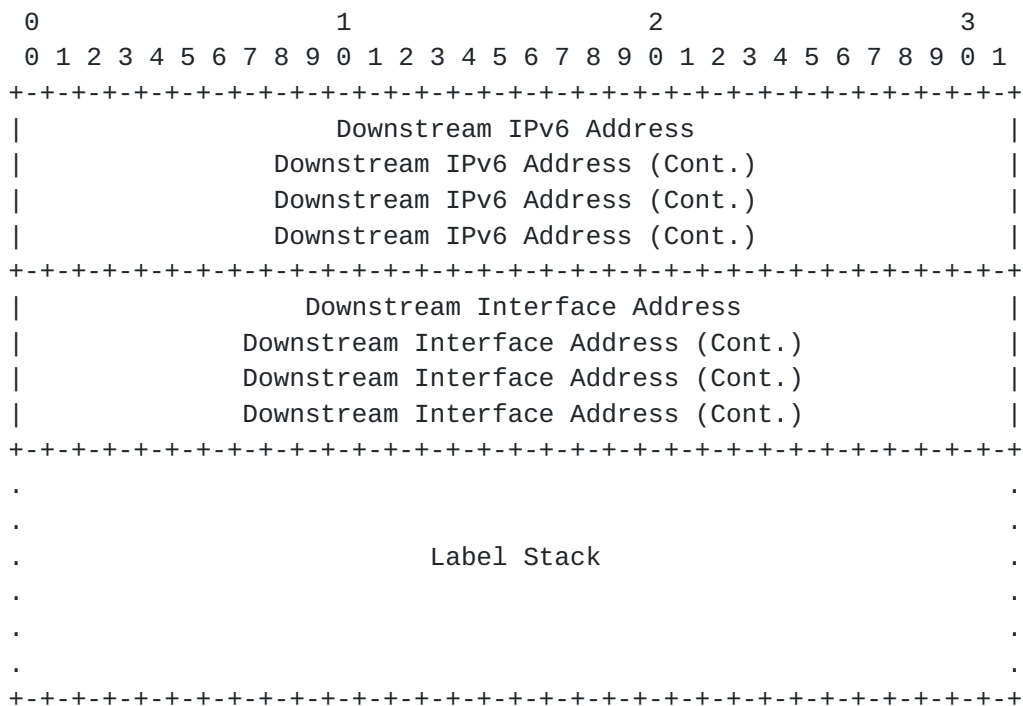 0                   1                   2                   3
 0 1 2 3 4 5 6 7 8 9 0 1 2 3 4 5 6 7 8 9 0 1 2 3 4 5 6 7 8 9 0 1
+-+-+-+-+-+-+-+-+-+-+-+-+-+-+-+-+-+-+-+-+-+-+-+-+-+-+-+-+-+-+-+-+
|                    Downstream IPv6 Address                    |
|                Downstream IPv6 Address (Cont.)                |
|                Downstream IPv6 Address (Cont.)                |
|                Downstream IPv6 Address (Cont.)                |
+-+-+-+-+-+-+-+-+-+-+-+-+-+-+-+-+-+-+-+-+-+-+-+-+-+-+-+-+-+-+-+-+
|                  Downstream Interface Address                 |
|              Downstream Interface Address (Cont.)             |
|              Downstream Interface Address (Cont.)             |
|              Downstream Interface Address (Cont.)             |
+-+-+-+-+-+-+-+-+-+-+-+-+-+-+-+-+-+-+-+-+-+-+-+-+-+-+-+-+-+-+-+-+
.                                                               .
.                                                               .
.                          Label Stack                          .
.                                                               .
.                                                               .
.                                                               .
+-+-+-+-+-+-+-+-+-+-+-+-+-+-+-+-+-+-+-+-+-+-+-+-+-+-+-+-+-+-+-+-+